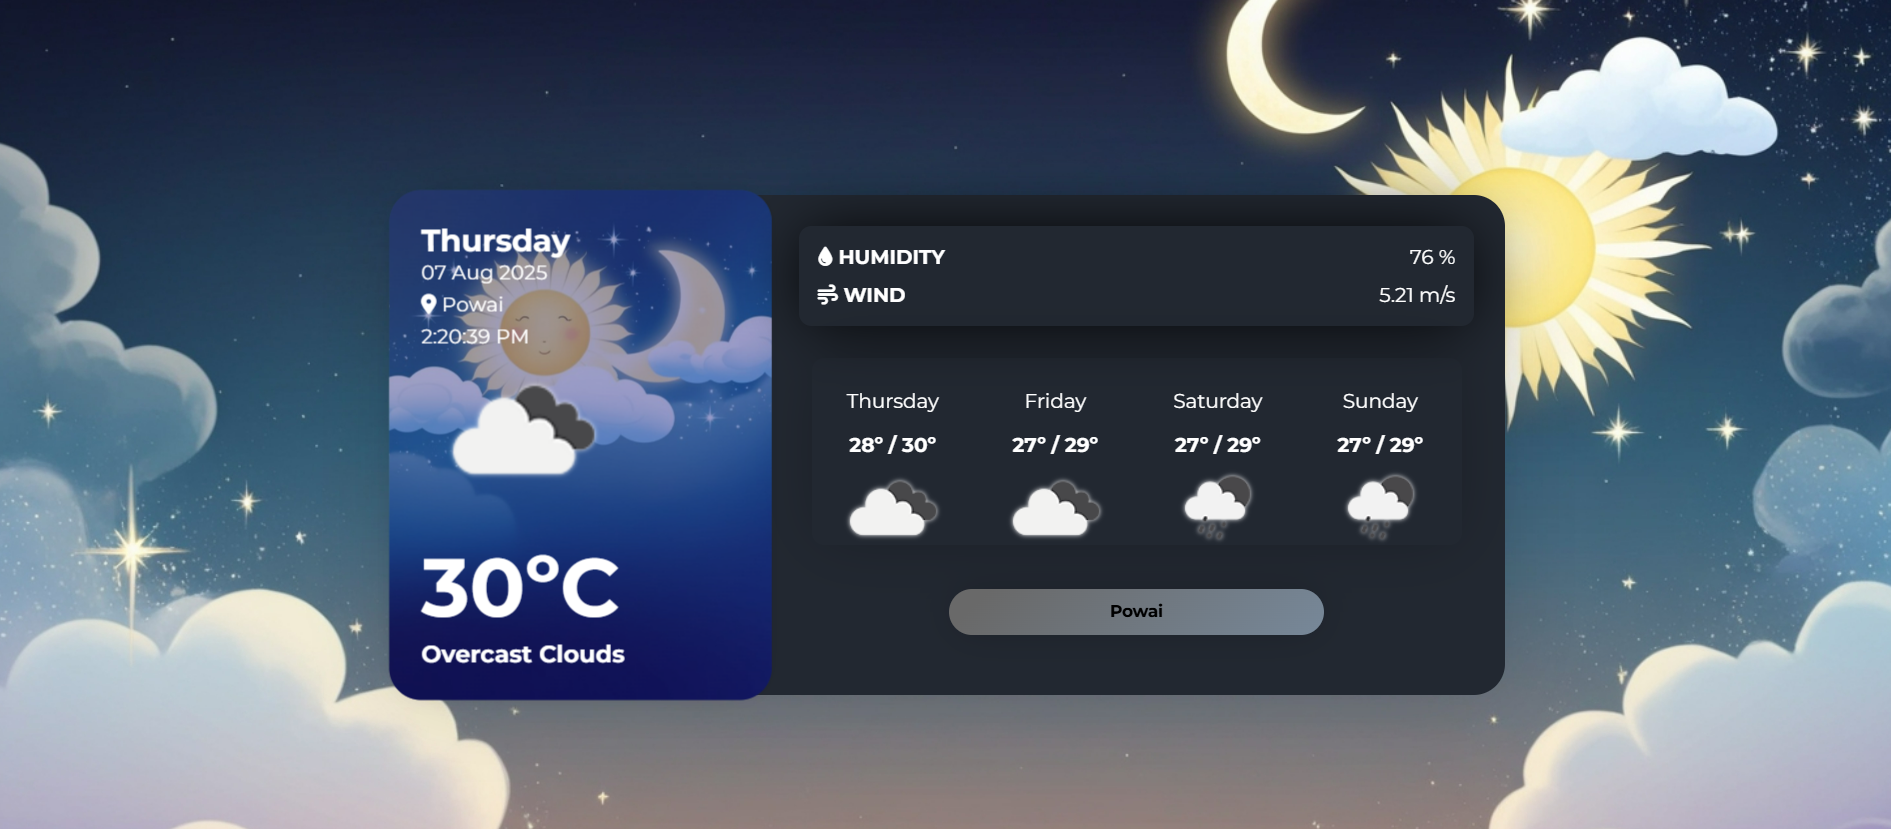 Thursday
07 Aug 2025
Powai
2:20:39 PM
30°C
Overcast Clouds
HUMIDITY 76 %
WIND 5.21 m/s
Thursday Friday Saturday Sunday
28° / 30° 27° / 29° 27° / 29° 27° / 29°
Powai